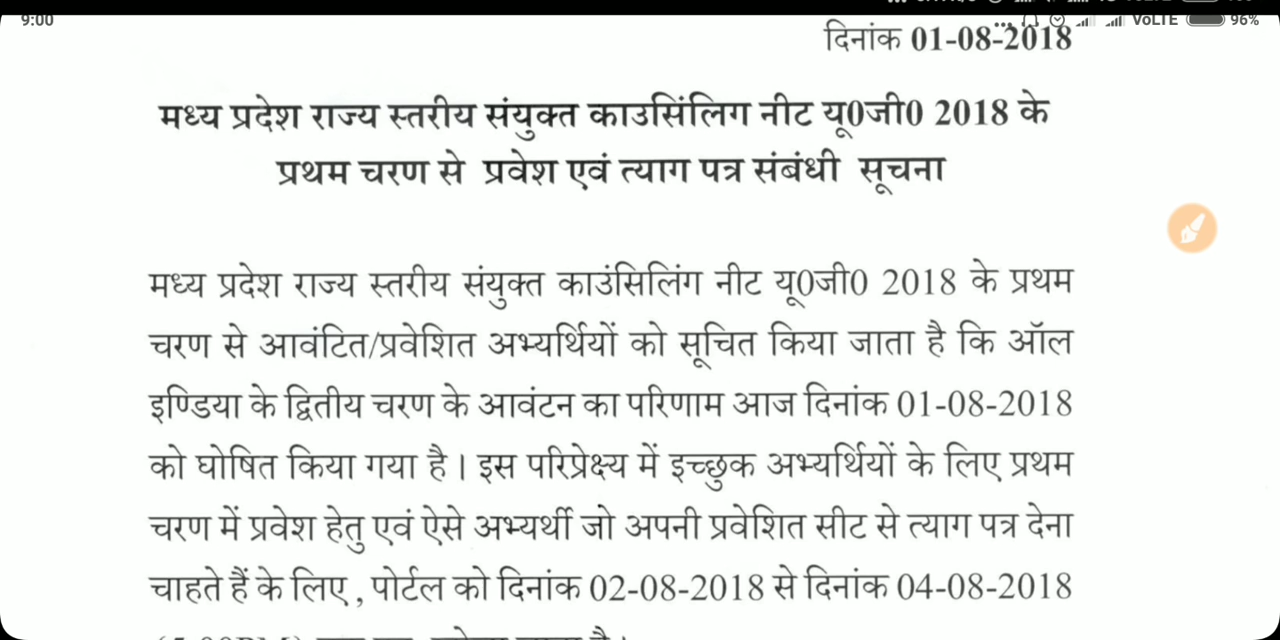 9:00
VoLTE 96%
दिनांक 01-08-2018
मध्य प्रदेश राज्य स्तरीय संयुक्त काउसिंलिग नीट यू0जी0 2018 के
प्रथम चरण से प्रवेश एवं त्याग पत्र संबंधी सूचना
मध्य प्रदेश राज्य स्तरीय संयुक्त काउंसिलिंग नीट यू0जी0 2018 के प्रथम
चरण से आवंटित/प्रवेशित अभ्यर्थियों को सूचित किया जाता है कि ऑल
इण्डिया के द्वितीय चरण के आवंटन का परिणाम आज दिनांक 01-08-2018
को घोषित किया गया है। इस परिप्रेक्ष्य में इच्छुक अभ्यर्थियों के लिए प्रथम
चरण में प्रवेश हेतु एवं ऐसे अभ्यर्थी जो अपनी प्रवेशित सीट से त्याग पत्र देना
चाहते हैं के लिए, पोर्टल को दिनांक 02-08-2018 से दिनांक 04-08-2018
है।